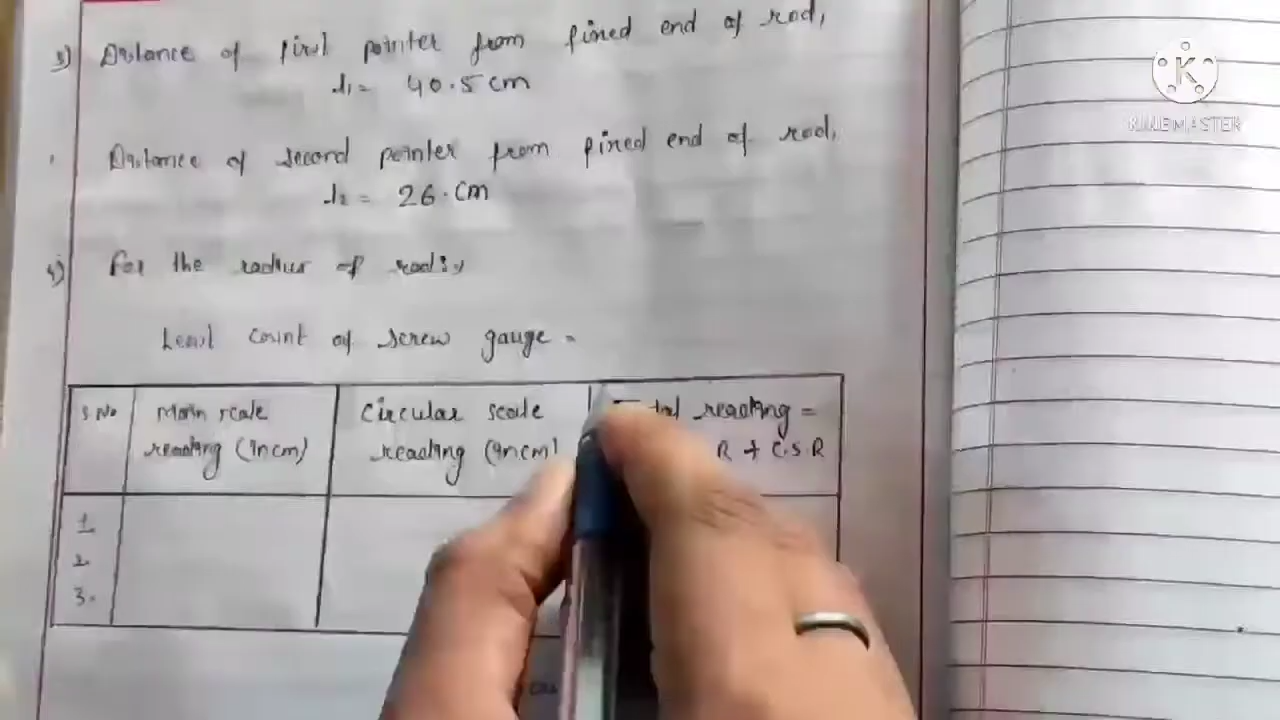 3) Distance of first pointer from fixed end of rod,
l₁ = 40.5 cm
Distance of second pointer from fixed end of rod,
l₂ = 26. cm
4) For the radius of rod:
Least count of screw gauge =
S.No Main scale reading (in cm) Circular scale reading (in cm) Total reading = R + C.S.R
1.
2.
3.
K
KINEMASTER